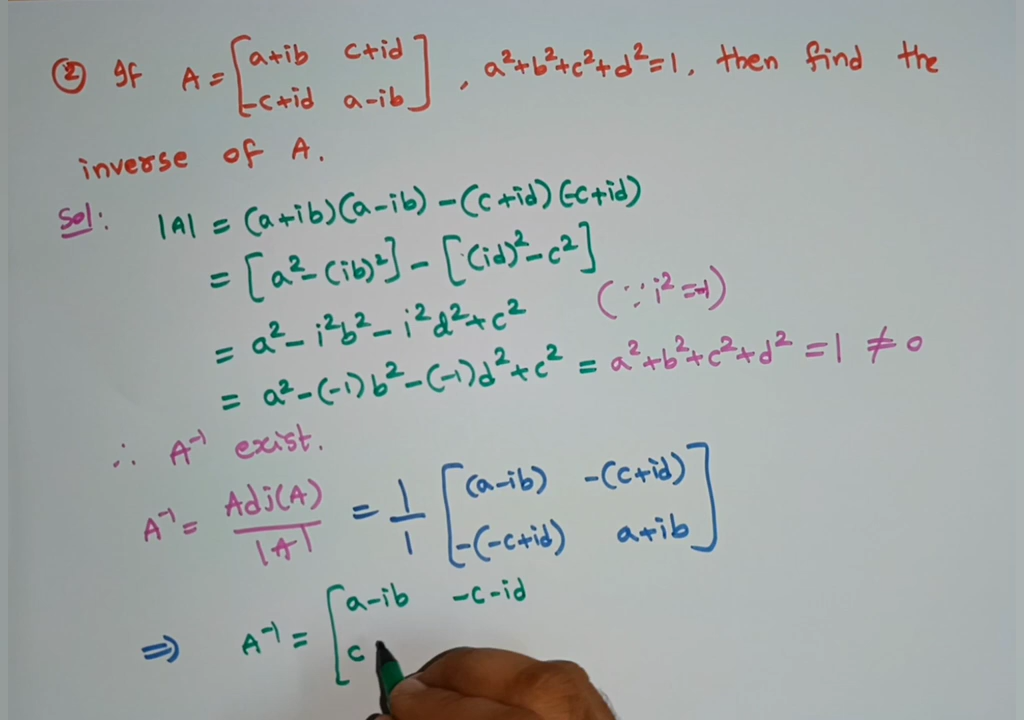 ② If A = [a+ib c+id
-c+id a-ib] , a²+b²+c²+d²=1, then find the
inverse of A.
Sol: |A| = (a+ib)(a-ib) -(c+id)(-c+id)
= [a²-(ib)²] - [(id)²-c²]
= a²-i²b²-i²d²+c² (∵ i²=-1)
= a²-(-1)b²-(-1)d²+c² = a²+b²+c²+d² =1 ≠0
∴ A⁻¹ exist.
A⁻¹ = Adj(A)/|A| = 1/1 [(a-ib) -(c+id)
-(-c+id) a+ib]
⇒ A⁻¹ = [a-ib -c-id
c